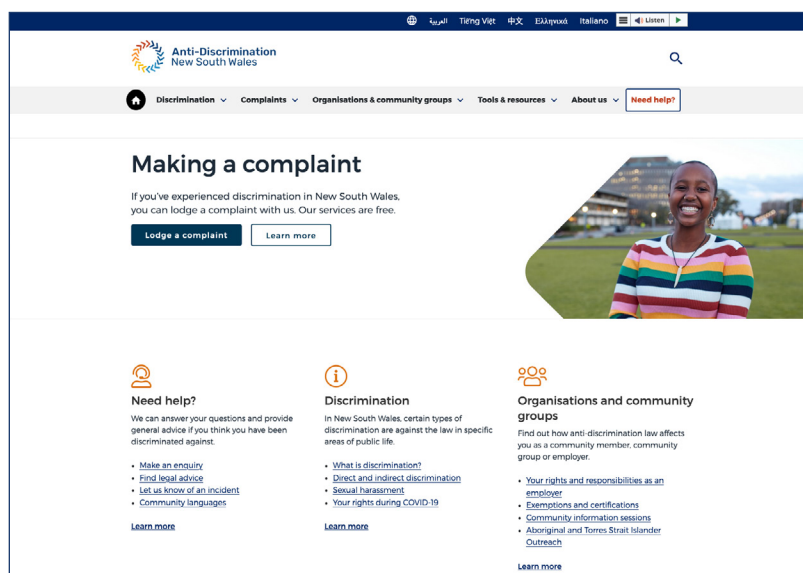 العربية Tiếng Việt 中文 Ελληνικά Italiano Listen
Anti-Discrimination
New South Wales
Discrimination Complaints Organisations & community groups Tools & resources About us Need help?
Making a complaint
If you've experienced discrimination in New South Wales,
you can lodge a complaint with us. Our services are free.
Lodge a complaint Learn more
Need help?
We can answer your questions and provide
general advice if you think you have been
discriminated against.
• Make an enquiry
• Find legal advice
• Let us know of an incident
• Community languages
Learn more
Discrimination
In New South Wales, certain types of
discrimination are against the law in specific
areas of public life.
• What is discrimination?
• Direct and indirect discrimination
• Sexual harassment
• Your rights during COVID-19
Learn more
Organisations and community
groups
Find out how anti-discrimination law affects
you as a community member, community
group or employer.
• Your rights and responsibilities as an
employer
• Exemptions and certifications
• Community information sessions
• Aboriginal and Torres Strait Islander
Outreach
Learn more